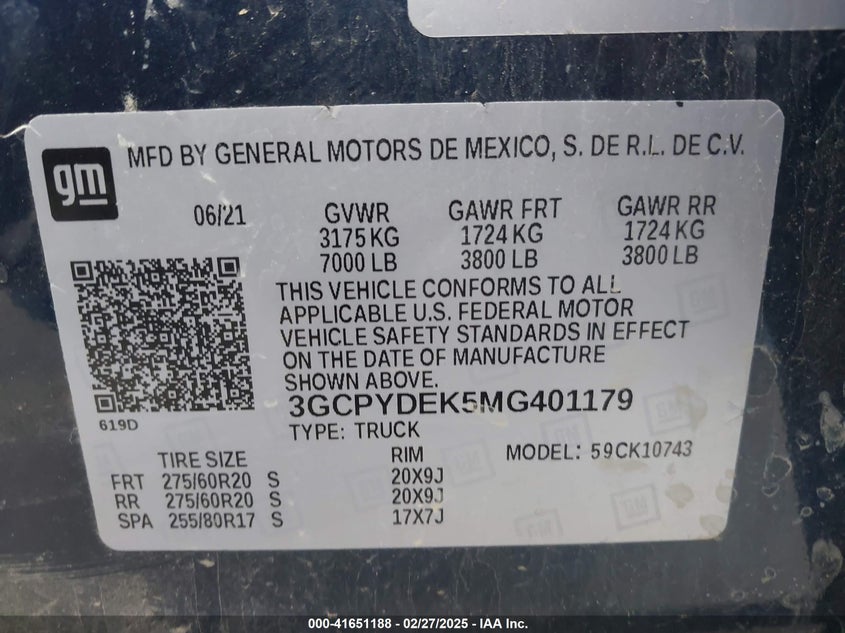 gm
MFD BY GENERAL MOTORS DE MEXICO, S. DE R.L. DE C.V.
06/21 GVWR GAWR FRT GAWR RR
3175 KG 1724 KG 1724 KG
7000 LB 3800 LB 3800 LB
THIS VEHICLE CONFORMS TO ALL
APPLICABLE U.S. FEDERAL MOTOR
VEHICLE SAFETY STANDARDS IN EFFECT
ON THE DATE OF MANUFACTURE
SHOWN ABOVE.
3GCPYDEK5MG401179
619D
TYPE: TRUCK
TIRE SIZE RIM MODEL: 59CK10743
FRT 275/60R20 S 20X9J
RR 275/60R20 S 20X9J
SPA 255/80R17 S 17X7J
000-41651188 - 02/27/2025 - IAA Inc.